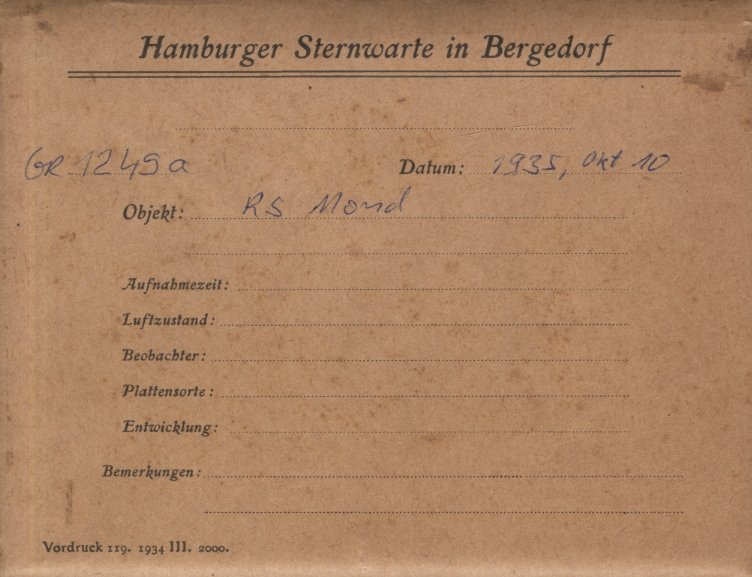 Hamburger Sternwarte in Bergedorf
GR 1249a Datum: 1935, Okt 10
Objekt: RS Mond
Aufnahmezeit:
Luftzustand:
Beobachter:
Plattensorte:
Entwicklung:
Bemerkungen:
Vordruck 119. 1934 III. 2000.